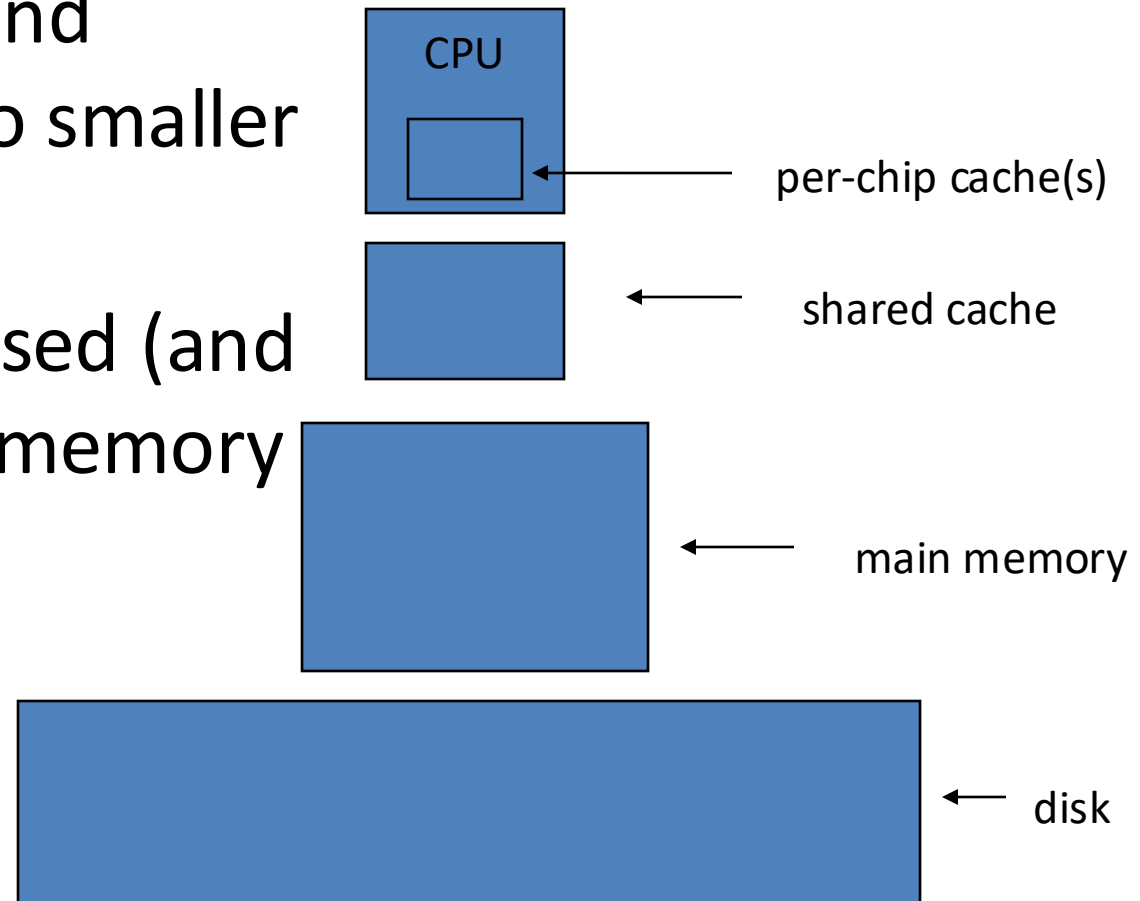 nd
o smaller
sed (and
memory
CPU
per-chip cache(s)
shared cache
main memory
disk